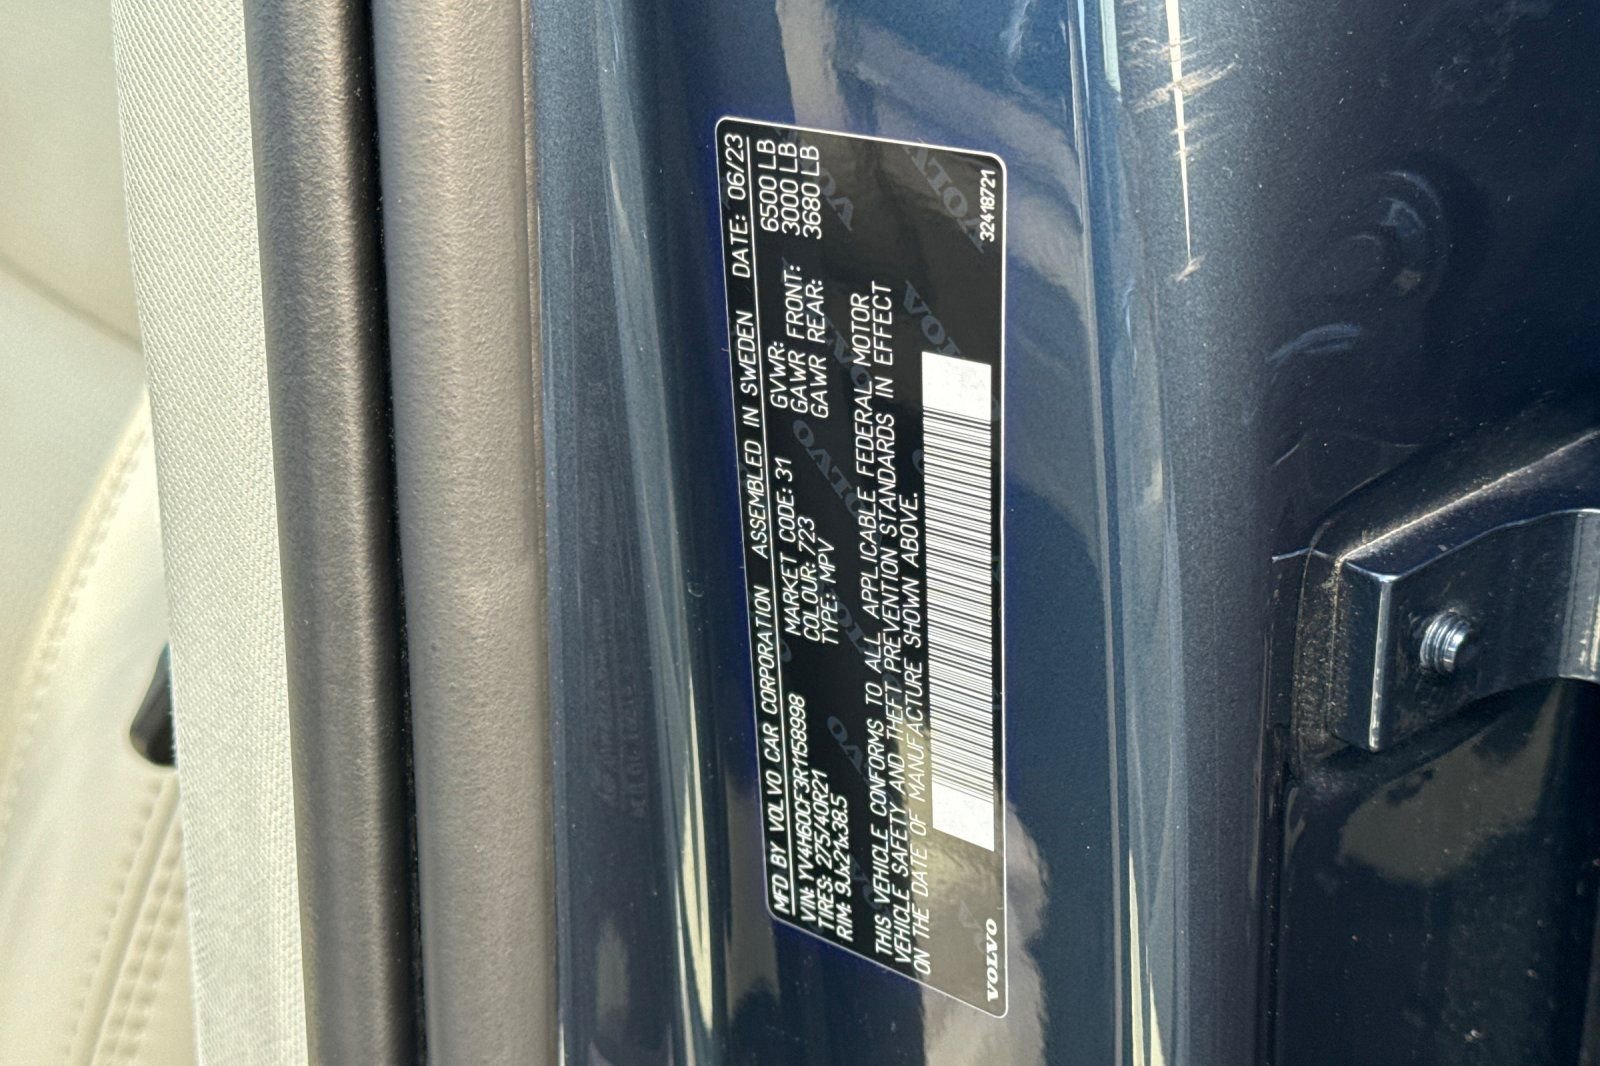 MFD BY VOLVO CAR CORPORATION ASSEMBLED IN SWEDEN DATE: 06/23
VIN: YV4H60CF3R1158998 MARKET CODE: 31 GVWR: 6500 LB
TIRES: 275/40R21 COLOUR: 723 GAWR FRONT: 3000 LB
RIM: 9Jx21x38.5 TYPE: MPV GAWR REAR: 3680 LB
THIS VEHICLE CONFORMS TO ALL APPLICABLE FEDERAL MOTOR
VEHICLE SAFETY AND THEFT PREVENTION STANDARDS IN EFFECT
ON THE DATE OF MANUFACTURE SHOWN ABOVE.
VOLVO 32418721